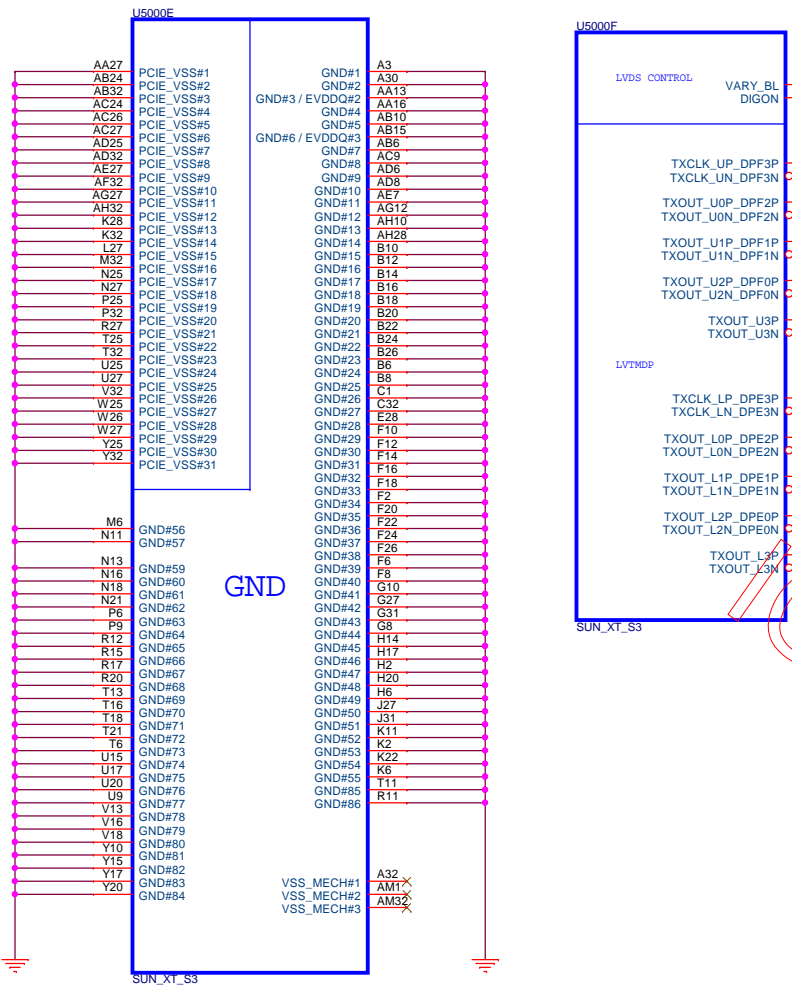 U5000E
AA27 PCIE_VSS#1
AB24 PCIE_VSS#2
AB32 PCIE_VSS#3
AC24 PCIE_VSS#4
AC26 PCIE_VSS#5
AC27 PCIE_VSS#6
AD25 PCIE_VSS#7
AD32 PCIE_VSS#8
AE27 PCIE_VSS#9
AF32 PCIE_VSS#10
AG27 PCIE_VSS#11
AH32 PCIE_VSS#12
K28 PCIE_VSS#13
K32 PCIE_VSS#14
L27 PCIE_VSS#15
M32 PCIE_VSS#16
N25 PCIE_VSS#17
N27 PCIE_VSS#18
P25 PCIE_VSS#19
P32 PCIE_VSS#20
R27 PCIE_VSS#21
T25 PCIE_VSS#22
T32 PCIE_VSS#23
U25 PCIE_VSS#24
U27 PCIE_VSS#25
V32 PCIE_VSS#26
W25 PCIE_VSS#27
W26 PCIE_VSS#28
W27 PCIE_VSS#29
Y25 PCIE_VSS#30
Y32 PCIE_VSS#31
M6 GND#56
N11 GND#57
N13 GND#59
N16 GND#60
N18 GND#61
N21 GND#62
P6 GND#63
P9 GND#64
R12 GND#65
R15 GND#66
R17 GND#67
R20 GND#68
T13 GND#69
T16 GND#70
T18 GND#71
T21 GND#72
T6 GND#73
U15 GND#74
U17 GND#75
U20 GND#76
U9 GND#77
V13 GND#78
V16 GND#79
V18 GND#80
Y10 GND#81
Y15 GND#82
Y17 GND#83
Y20 GND#84
GND
GND#1 A3
GND#2 A30
GND#3 / EVDDQ#2 AA13
GND#4 AA16
GND#5 AB10
GND#6 / EVDDQ#3 AB15
GND#7 AB6
GND#8 AC9
GND#9 AD6
GND#10 AD8
GND#11 AE7
GND#12 AG12
GND#13 AH10
GND#14 AH28
GND#15 B10
GND#16 B12
GND#17 B14
GND#18 B16
GND#19 B18
GND#20 B20
GND#21 B22
GND#22 B24
GND#23 B26
GND#24 B6
GND#25 B8
GND#26 C1
GND#27 C32
GND#28 E28
GND#29 F10
GND#30 F12
GND#31 F14
GND#32 F16
GND#33 F18
GND#34 F2
GND#35 F20
GND#36 F22
GND#37 F24
GND#38 F26
GND#39 F6
GND#40 F8
GND#41 G10
GND#42 G27
GND#43 G31
GND#44 G8
GND#45 H14
GND#46 H17
GND#47 H2
GND#48 H20
GND#49 H6
GND#50 J27
GND#51 J31
GND#52 K11
GND#53 K2
GND#54 K22
GND#55 K6
GND#85 T11
GND#86 R11
VSS_MECH#1 A32
VSS_MECH#2 AM1
VSS_MECH#3 AM32
SUN_XT_S3
U5000F
LVDS CONTROL
VARY_BL
DIGON
TXCLK_UP_DPF3P
TXCLK_UN_DPF3N
TXOUT_U0P_DPF2P
TXOUT_U0N_DPF2N
TXOUT_U1P_DPF1P
TXOUT_U1N_DPF1N
TXOUT_U2P_DPF0P
TXOUT_U2N_DPF0N
TXOUT_U3P
TXOUT_U3N
LVTMDP
TXCLK_LP_DPE3P
TXCLK_LN_DPE3N
TXOUT_L0P_DPE2P
TXOUT_L0N_DPE2N
TXOUT_L1P_DPE1P
TXOUT_L1N_DPE1N
TXOUT_L2P_DPE0P
TXOUT_L2N_DPE0N
TXOUT_L3P
TXOUT_L3N
SUN_XT_S3